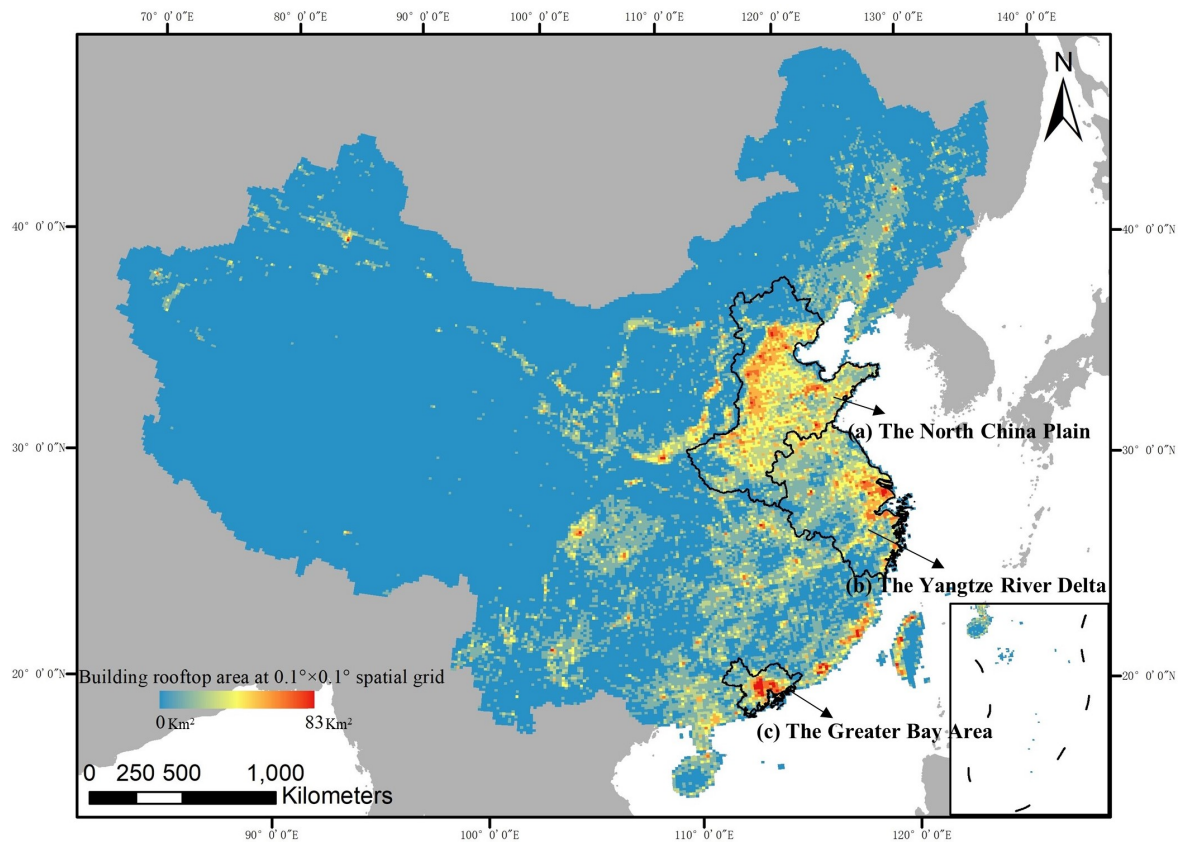 70° 0′0″E 80° 0′0″E 90° 0′0″E 100° 0′0″E 110° 0′0″E 120° 0′0″E 130° 0′0″E 140° 0′0″E
N
40° 0′0″N 40° 0′0″N
(a) The North China Plain
30° 0′0″N 30° 0′0″N
(b) The Yangtze River Delta
20° 0′0″N 20° 0′0″N
Building rooftop area at 0.1°×0.1° spatial grid
0 Km² 83 Km²
(c) The Greater Bay Area
0 250 500 1,000
Kilometers
90° 0′0″E 100° 0′0″E 110° 0′0″E 120° 0′0″E